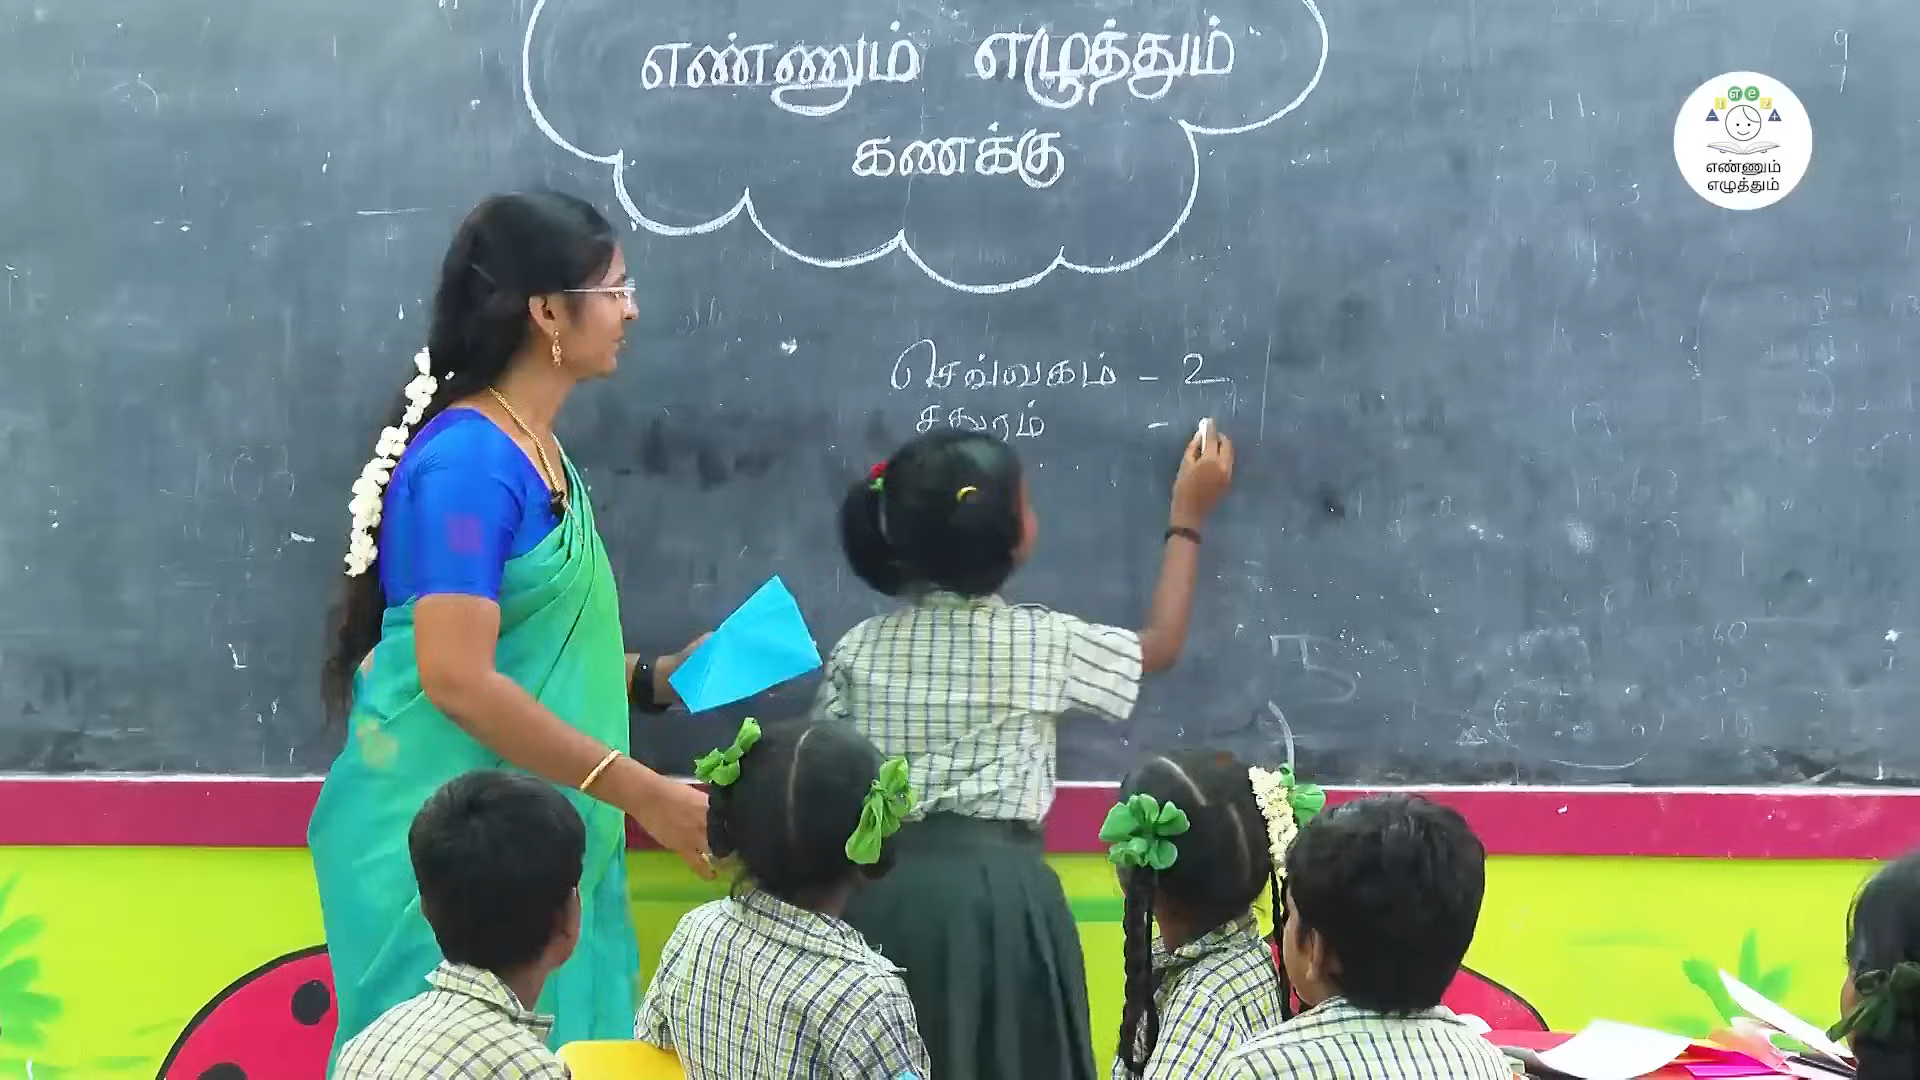 எண்ணும் எழுத்தும்
கணக்கு
எண்ணும்
எழுத்தும்
செவ்வகம் - 2
சதுரம் -